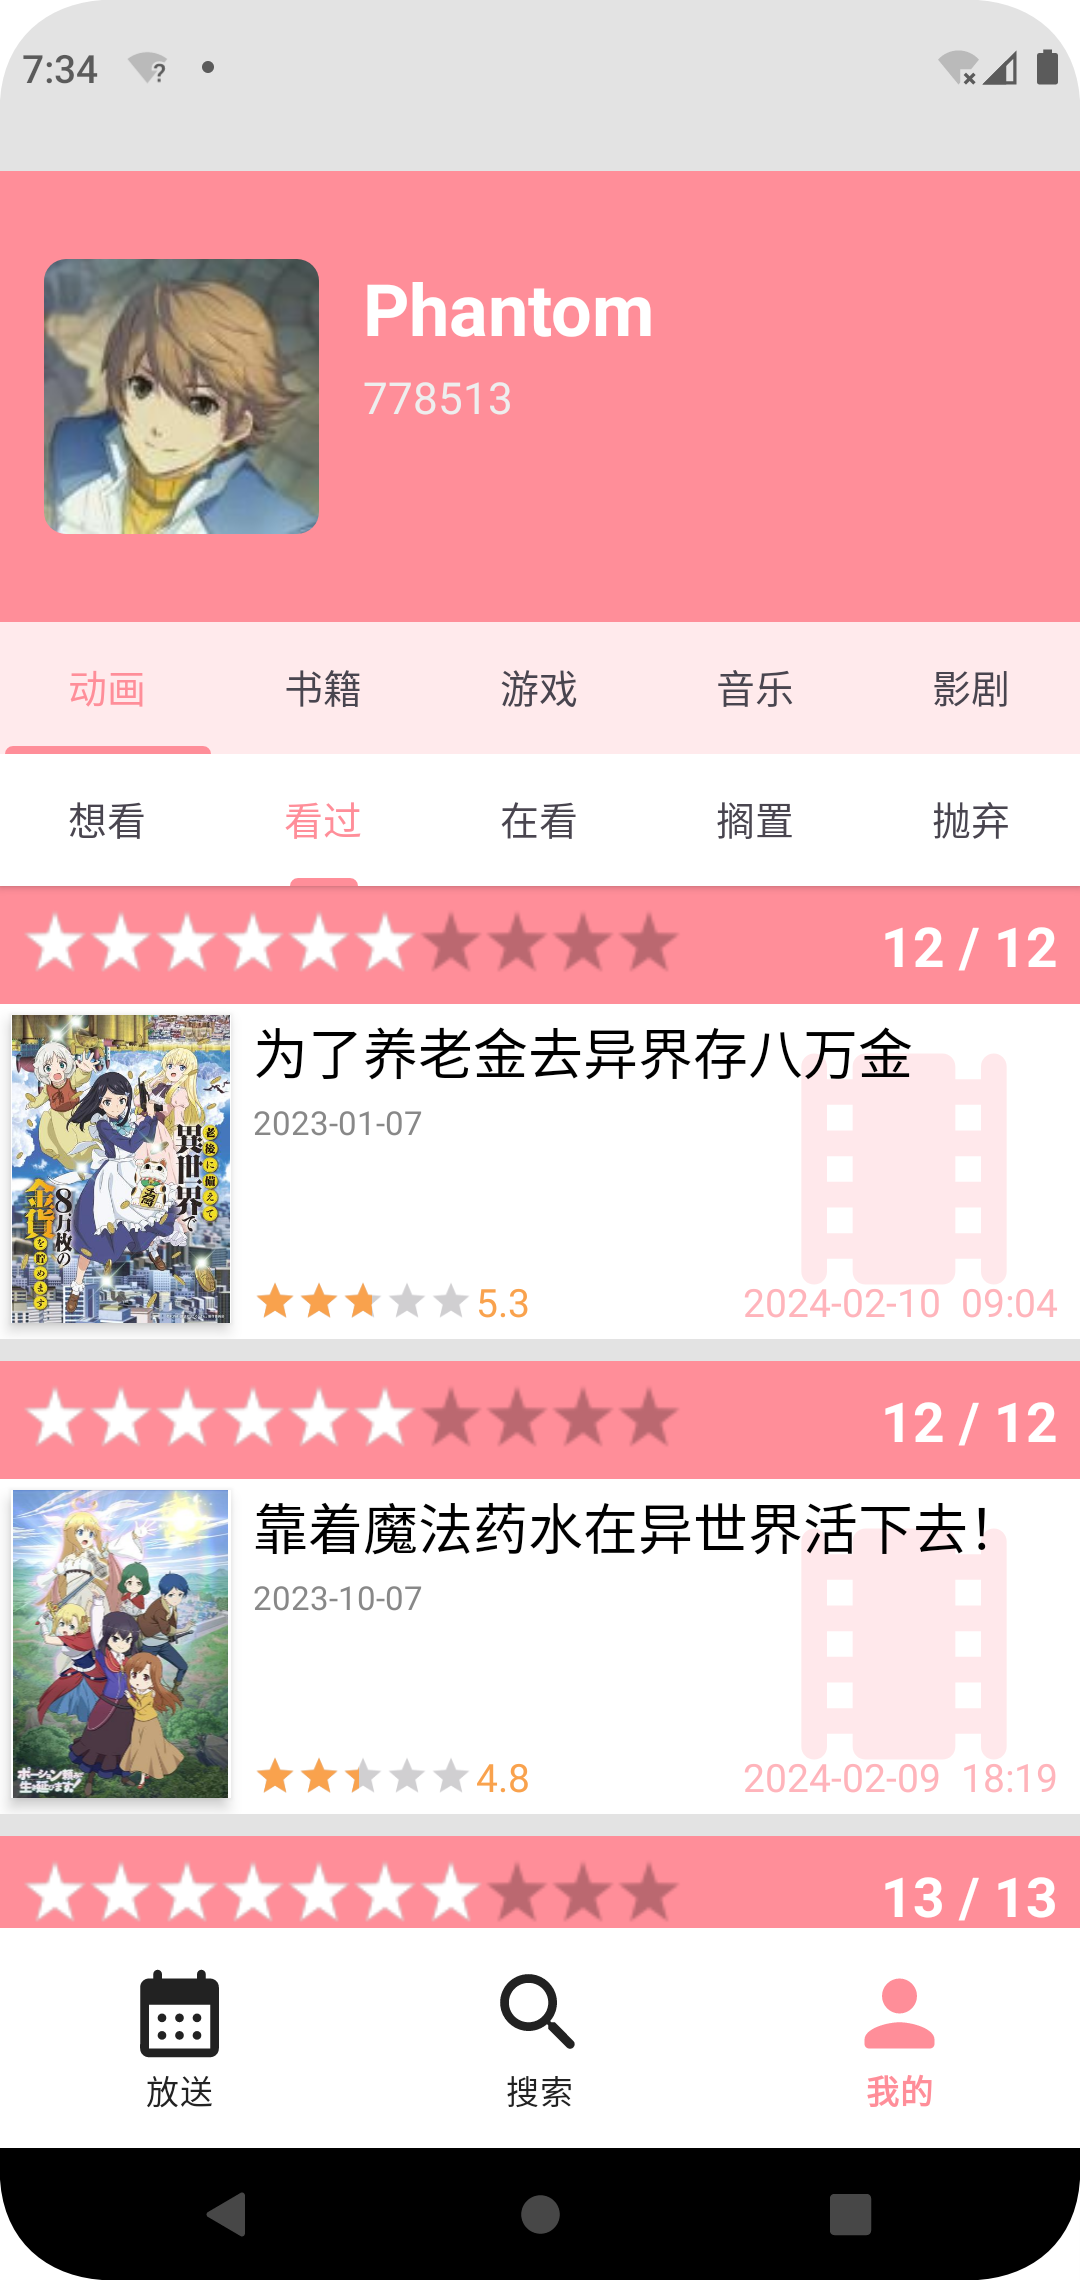 7:34
Phantom
778513
动画 书籍 游戏 音乐 影剧
想看 看过 在看 搁置 抛弃
12 / 12
为了养老金去异界存八万金
2023-01-07
老後に備えて
異世界で
8万枚の
金貨を貯めます
5.3
2024-02-10 09:04
12 / 12
靠着魔法药水在异世界活下去！
2023-10-07
ポーション頼みで
生き延びます！
4.8
2024-02-09 18:19
13 / 13
放送 搜索 我的